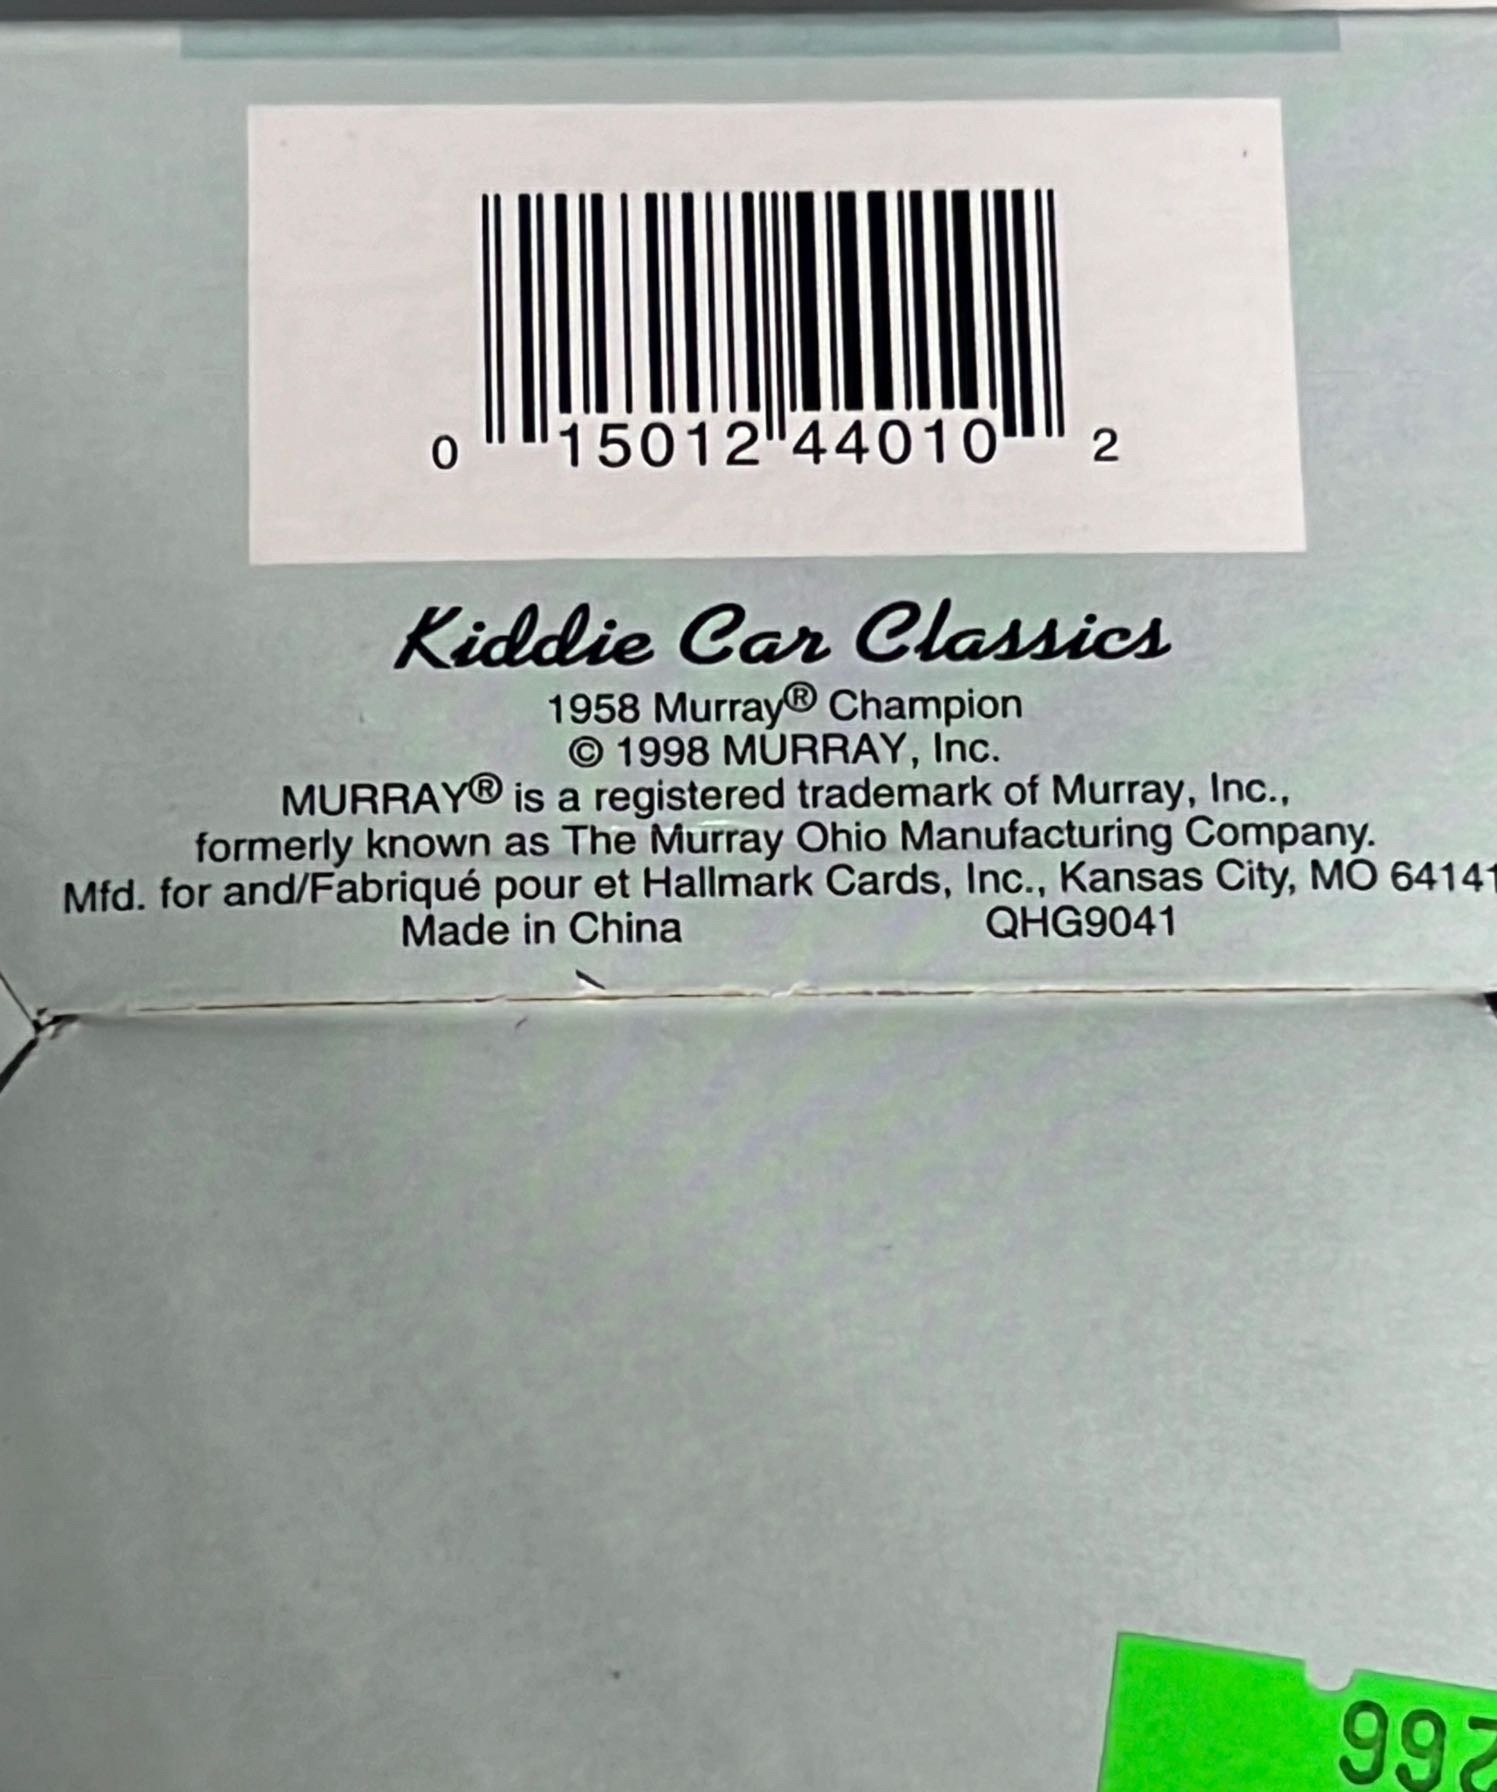 0 15012 44010 2
Kiddie Car Classics
1958 Murray® Champion
© 1998 MURRAY, Inc.
MURRAY® is a registered trademark of Murray, Inc.,
formerly known as The Murray Ohio Manufacturing Company.
Mfd. for and/Fabriqué pour et Hallmark Cards, Inc., Kansas City, MO 64141
Made in China QHG9041